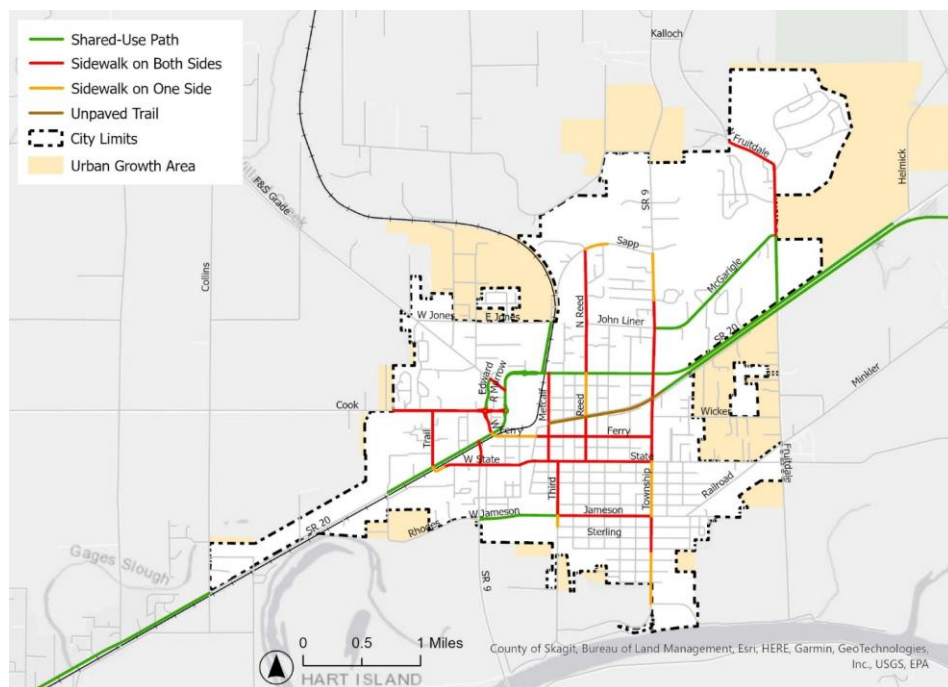 Shared-Use Path
Sidewalk on Both Sides
Sidewalk on One Side
Unpaved Trail
City Limits
Urban Growth Area
Kalloch
Fruitdale
Helmick
F&S Grade
SR 9
Collins
Sapp
McGarigle
N Reed
W Jones
E Jones
John Liner
SR 20
Edward
R Murrow
Metcalf
Reed
Minkler
Cook
Wicker
Trail
Ferry
Ferry
W State
State
Fruitdale
Third
Township
Railroad
W Jameson
Jameson
Rhodes
Sterling
SR 20
Gages Slough
SR 9
0 0.5 1 Miles
HART ISLAND
County of Skagit, Bureau of Land Management, Esri, HERE, Garmin, GeoTechnologies,
Inc., USGS, EPA